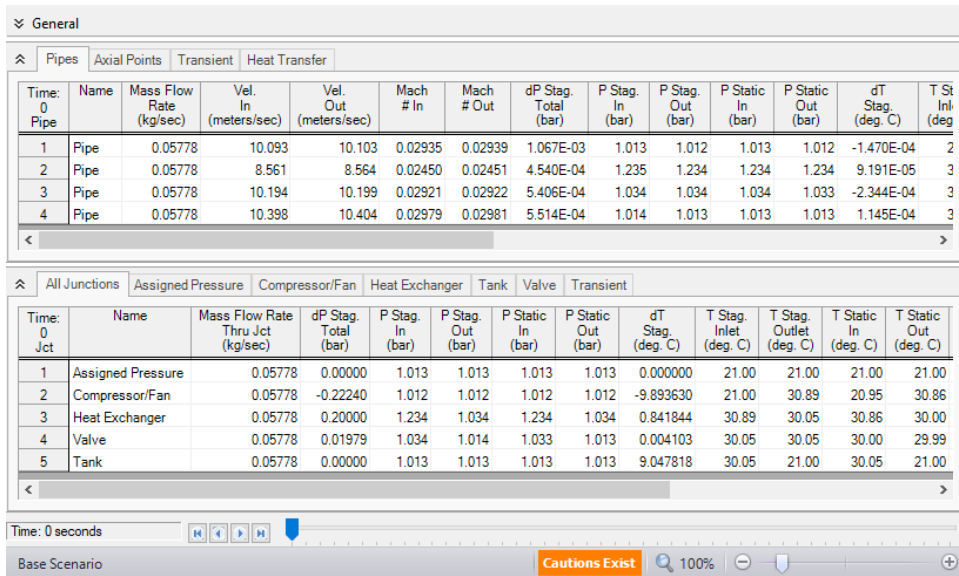 General
Pipes Axial Points Transient Heat Transfer
Time: Name Mass Flow Vel. Vel. Mach Mach dP Stag. P Stag. P Stag. P Static P Static dT T St
0 Rate In Out # In # Out Total In Out In Out Stag. Inl
Pipe (kg/sec) (meters/sec) (meters/sec) (bar) (bar) (bar) (bar) (bar) (deg. C) (deg
1 Pipe 0.05778 10.093 10.103 0.02935 0.02939 1.067E-03 1.013 1.012 1.013 1.012 -1.470E-04 2
2 Pipe 0.05778 8.561 8.564 0.02450 0.02451 4.540E-04 1.235 1.234 1.234 1.234 9.191E-05 3
3 Pipe 0.05778 10.194 10.199 0.02921 0.02922 5.406E-04 1.034 1.034 1.034 1.033 -2.344E-04 3
4 Pipe 0.05778 10.398 10.404 0.02979 0.02981 5.514E-04 1.014 1.013 1.013 1.013 1.145E-04 3
All Junctions Assigned Pressure Compressor/Fan Heat Exchanger Tank Valve Transient
Time: Name Mass Flow Rate dP Stag. P Stag. P Stag. P Static P Static dT T Stag. T Stag. T Static T Static
0 Thru Jct Total In Out In Out Stag. Inlet Outlet In Out
Jct (kg/sec) (bar) (bar) (bar) (bar) (bar) (deg. C) (deg. C) (deg. C) (deg. C) (deg. C)
1 Assigned Pressure 0.05778 0.00000 1.013 1.013 1.013 1.013 0.000000 21.00 21.00 21.00 21.00
2 Compressor/Fan 0.05778 -0.22240 1.012 1.012 1.012 1.012 -9.893630 21.00 30.89 20.95 30.86
3 Heat Exchanger 0.05778 0.20000 1.234 1.034 1.234 1.034 0.841844 30.89 30.05 30.86 30.00
4 Valve 0.05778 0.01979 1.034 1.014 1.033 1.013 0.004103 30.05 30.05 30.00 29.99
5 Tank 0.05778 0.00000 1.013 1.013 1.013 1.013 9.047818 30.05 21.00 30.05 21.00
Time: 0 seconds
Base Scenario Cautions Exist 100%